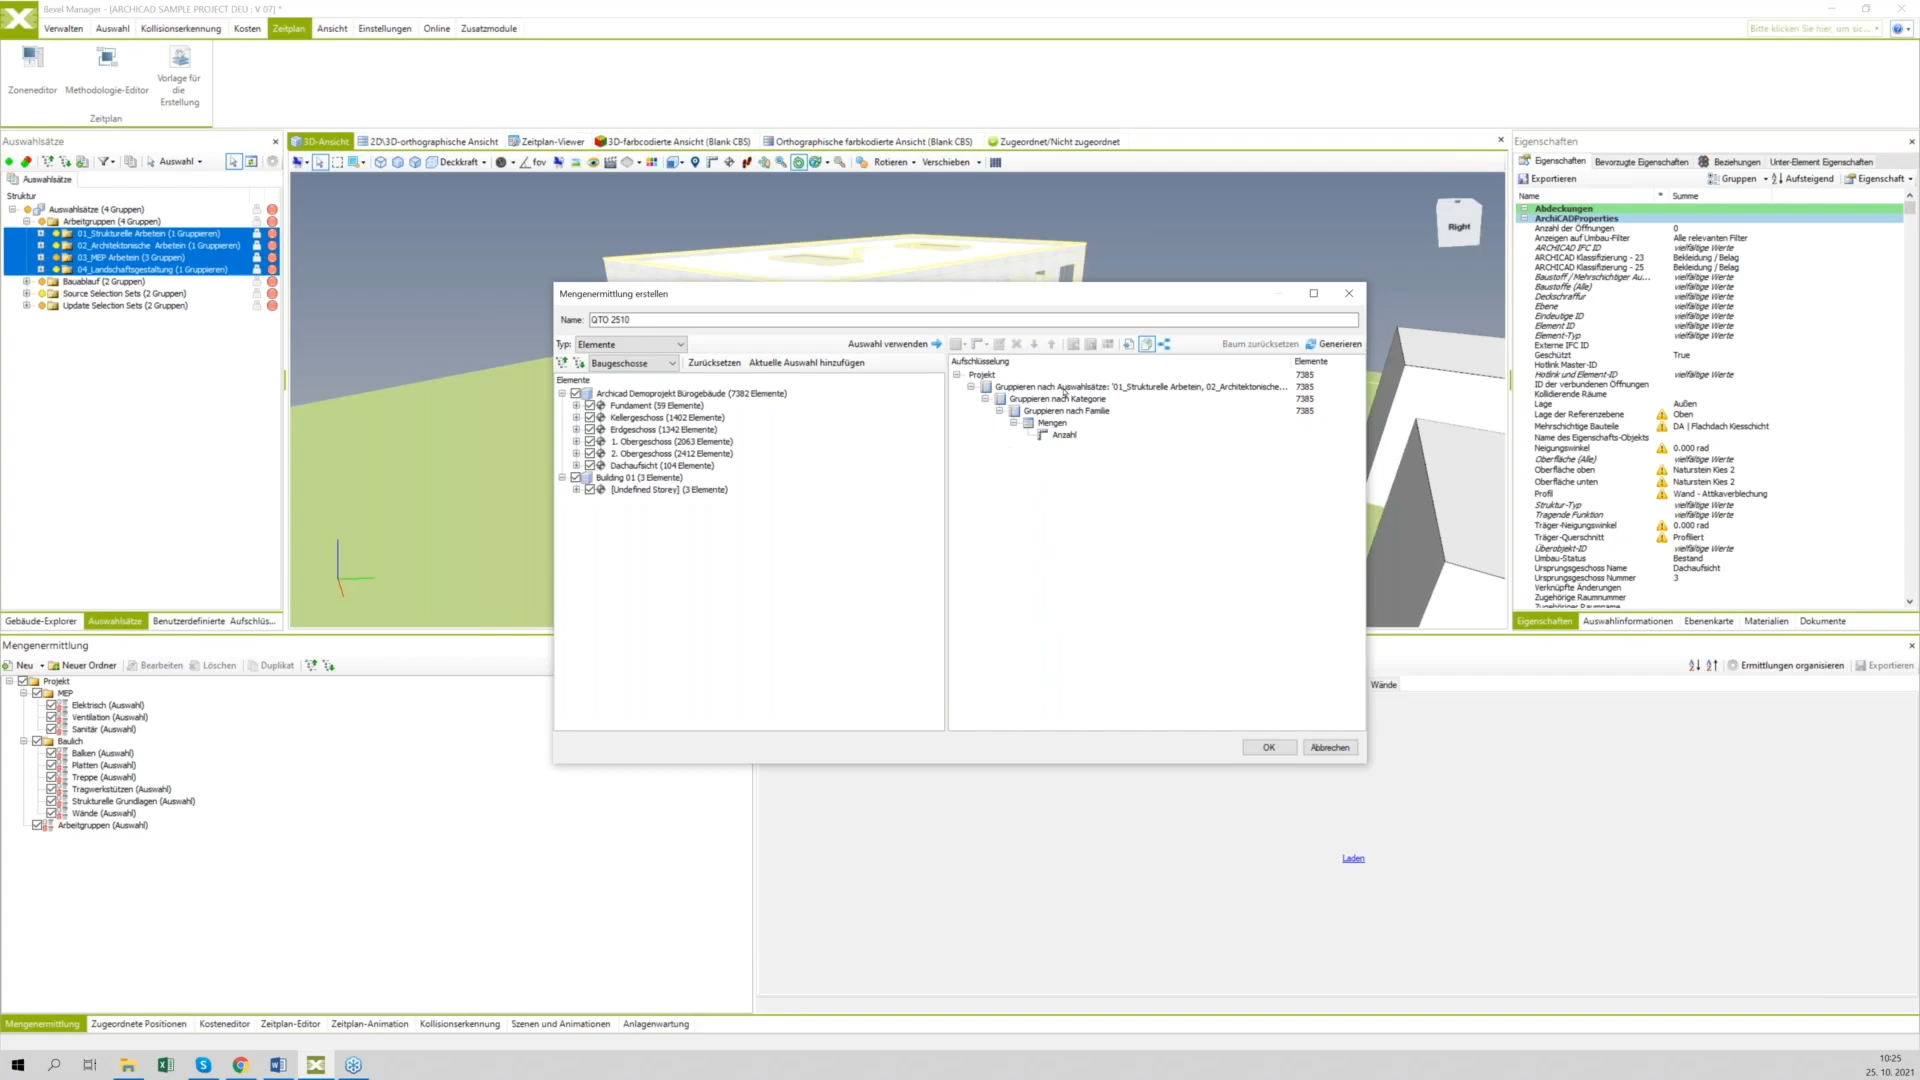 Bexel Manager - [ARCHICAD SAMPLE PROJECT DEU : V 07] *
Verwalten Auswahl Kollisionserkennung Kosten Zeitplan Ansicht Einstellungen Online Zusatzmodule
Bitte klicken Sie hier, um sic...
Zoneneditor Methodologie-Editor Vorlage für die Erstellung
Zeitplan
Auswahlsätze
Auswahl
Auswahlsätze
Struktur
Auswahlsätze (4 Gruppen)
Arbeitgruppen (4 Gruppen)
01_Strukturelle Arbetein (1 Gruppieren)
02_Architektonische Arbetein (1 Gruppieren)
03_MEP Arbetein (3 Gruppen)
04_Landschaftsgestaltung (1 Gruppieren)
Bauablauf (2 Gruppen)
Source Selection Sets (2 Gruppen)
Update Selection Sets (2 Gruppen)
Gebäude-Explorer Auswahlsätze Benutzerdefinierte Aufschlüs...
3D-Ansicht 2D\3D-orthographische Ansicht Zeitplan-Viewer 3D-farbcodierte Ansicht (Blank CBS) Orthographische farbkodierte Ansicht (Blank CBS) Zugeordnet/Nicht zugeordnet
Deckkraft fov Rotieren Verschieben
Right
Mengenermittlung erstellen
Name: QTO 2510
Typ: Elemente
Auswahl verwenden
Baum zurücksetzen Generieren
Baugeschosse Zurücksetzen Aktuelle Auswahl hinzufügen
Elemente
Archicad Demoprojekt Bürogebäude (7382 Elemente)
Fundament (59 Elemente)
Kellergeschoss (1402 Elemente)
Erdgeschoss (1342 Elemente)
1. Obergeschoss (2063 Elemente)
2. Obergeschoss (2412 Elemente)
Dachaufsicht (104 Elemente)
Building 01 (3 Elemente)
[Undefined Storey] (3 Elemente)
Aufschlüsselung Elemente
Projekt 7385
Gruppieren nach Auswahlsätze: '01_Strukturelle Arbetein, 02_Architektonische... 7385
Gruppieren nach Kategorie 7385
Gruppieren nach Familie 7385
Mengen
Anzahl
OK Abbrechen
Eigenschaften
Eigenschaften Bevorzugte Eigenschaften Beziehungen Unter-Element Eigenschaften
Exportieren Gruppen Aufsteigend Eigenschaft
Name * Summe
Abdeckungen
ArchiCADProperties
Anzahl der Öffnungen 0
Anzeigen auf Umbau-Filter Alle relevanten Filter
ARCHICAD IFC ID vielfältige Werte
ARCHICAD Klassifizierung - 23 Bekleidung / Belag
ARCHICAD Klassifizierung - 25 Bekleidung / Belag
Baustoff / Mehrschichtiger Au... vielfältige Werte
Baustoffe (Alle) vielfältige Werte
Deckschraffur vielfältige Werte
Ebene vielfältige Werte
Eindeutige ID vielfältige Werte
Element ID vielfältige Werte
Element-Typ vielfältige Werte
Externe IFC ID
Geschützt True
Hotlink Master-ID
Hotlink und Element-ID vielfältige Werte
ID der verbundenen Öffnungen
Kollidierende Räume
Lage Außen
Lage der Referenzebene Oben
Mehrschichtige Bauteile DA | Flachdach Kiesschicht
Name des Eigenschafts-Objekts
Neigungswinkel 0.000 rad
Oberfläche (Alle) vielfältige Werte
Oberfläche oben Naturstein Kies 2
Oberfläche unten Naturstein Kies 2
Profil Wand - Attikaverblechung
Struktur-Typ vielfältige Werte
Tragende Funktion vielfältige Werte
Träger-Neigungswinkel 0.000 rad
Träger-Querschnitt Profiliert
Überobjekt-ID vielfältige Werte
Umbau-Status Bestand
Ursprungsgeschoss Name Dachaufsicht
Ursprungsgeschoss Nummer 3
Verknüpfte Änderungen
Zugehörige Raumnummer
Zugehöriger Raumname
Eigenschaften Auswahlinformationen Ebenenkarte Materialien Dokumente
Mengenermittlung
Neu Neuer Ordner Bearbeiten Löschen Duplikat
Ermittlungen organisieren Exportieren
Projekt
MEP
Elektrisch (Auswahl)
Ventilation (Auswahl)
Sanitär (Auswahl)
Baulich
Balken (Auswahl)
Platten (Auswahl)
Treppe (Auswahl)
Tragwerkstützen (Auswahl)
Strukturelle Grundlagen (Auswahl)
Wände (Auswahl)
Arbeitgruppen (Auswahl)
Wände
Laden
Mengenermittlung Zugeordnete Positionen Kosteneditor Zeitplan-Editor Zeitplan-Animation Kollisionserkennung Szenen und Animationen Anlagenwartung
10:25
25. 10. 2021